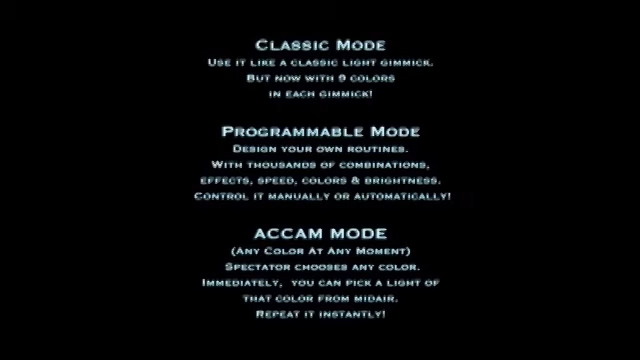 Classic Mode
Use it like a classic light gimmick.
But now with 9 colors
in each gimmick!
Programmable Mode
Design your own routines.
With thousands of combinations,
effects, speed, colors & brightness.
Control it manually or automatically!
ACCAM MODE
(Any Color At Any Moment)
Spectator chooses any color.
Immediately, you can pick a light of
that color from midair.
Repeat it instantly!